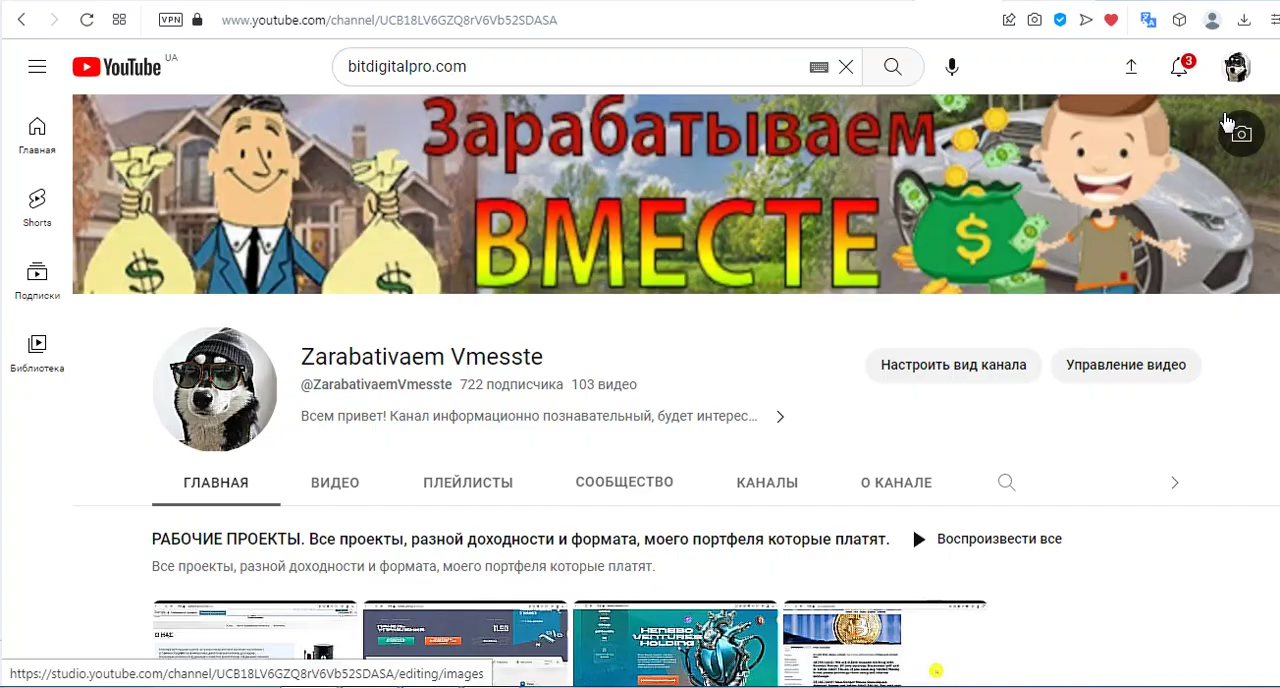 VPN
www.youtube.com/channel/UCB18LV6GZQ8rV6Vb52SDASA
YouTube UA
bitdigitalpro.com
3
Главная
Shorts
Подписки
Библиотека
Зарабатываем
ВМЕСТЕ
Zarabativaem Vmesste
@ZarabativaemVmesste 722 подписчика 103 видео
Всем привет! Канал информационно познавательный, будет интерес...
Настроить вид канала
Управление видео
ГЛАВНАЯ
ВИДЕО
ПЛЕЙЛИСТЫ
СООБЩЕСТВО
КАНАЛЫ
О КАНАЛЕ
РАБОЧИЕ ПРОЕКТЫ. Все проекты, разной доходности и формата, моего портфеля которые платят.
Воспроизвести все
Все проекты, разной доходности и формата, моего портфеля которые платят.
О НАС
VENTURES
HOLDING
https://studio.youtube.com/channel/UCB18LV6GZQ8rV6Vb52SDASA/editing/images